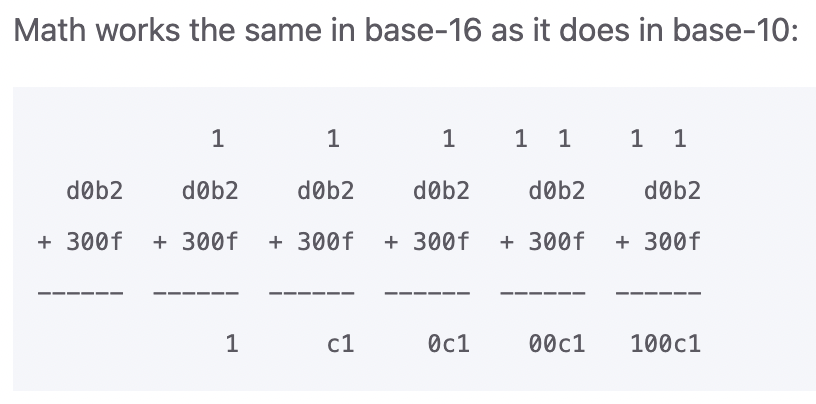 Math works the same in base-16 as it does in base-10:
            1       1       1    1  1    1  1
  d0b2    d0b2    d0b2    d0b2    d0b2    d0b2
+ 300f  + 300f  + 300f  + 300f  + 300f  + 300f
------  ------  ------  ------  ------  ------
             1      c1     0c1    00c1   100c1